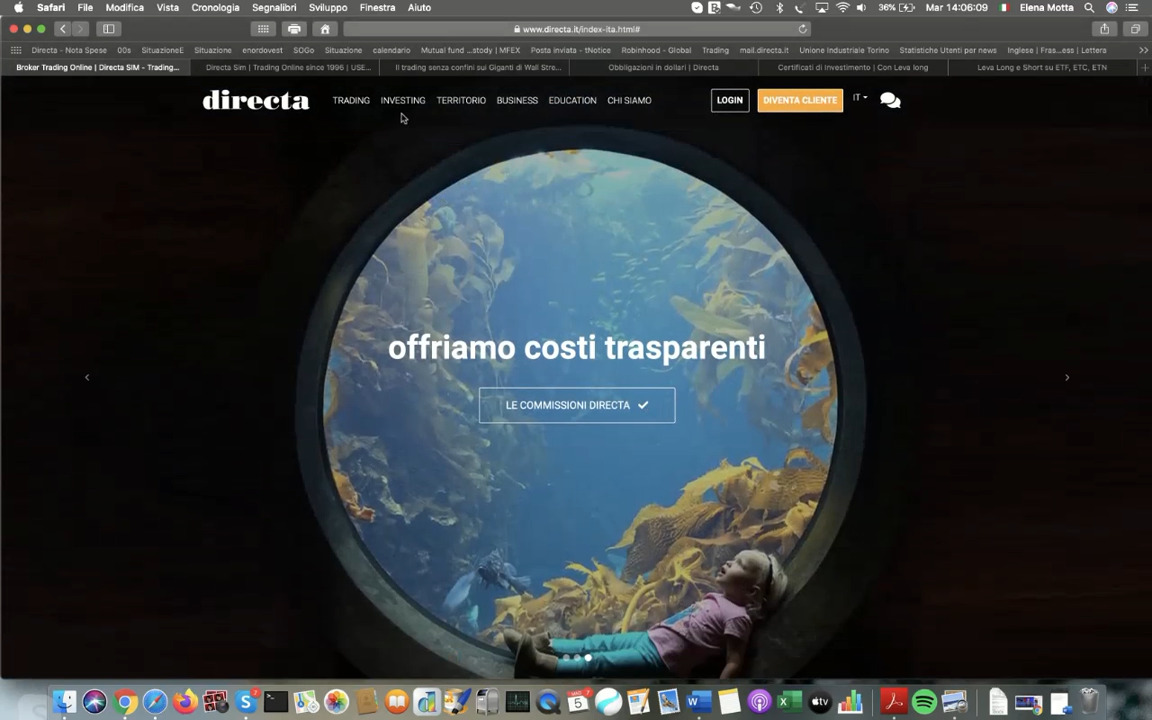 Safari File Modifica Vista Cronologia Segnalibri Sviluppo Finestra Aiuto 36% Mar 14:06:09 Elena Motta
www.directa.it/index-ita.html#
Directa - Nota Spese 00s SituazioneE Situazione enordovest SOGo Situazione calendario Mutual fund ...study | MFEX Posta inviata - tNotice Robinhood - Global Trading mail.directa.it Unione Industriale Torino Statistiche Utenti per news Inglese | Fras...ess | Lettera
Broker Trading Online | Directa SIM - Trading... Directa Sim | Trading Online since 1996 | USE... Il trading senza confini sui Giganti di Wall Stre... Obbligazioni in dollari | Directa Certificati di Investimento | Con Leva long Leva Long e Short su ETF, ETC, ETN
directa TRADING INVESTING TERRITORIO BUSINESS EDUCATION CHI SIAMO LOGIN DIVENTA CLIENTE IT
offriamo costi trasparenti
LE COMMISSIONI DIRECTA